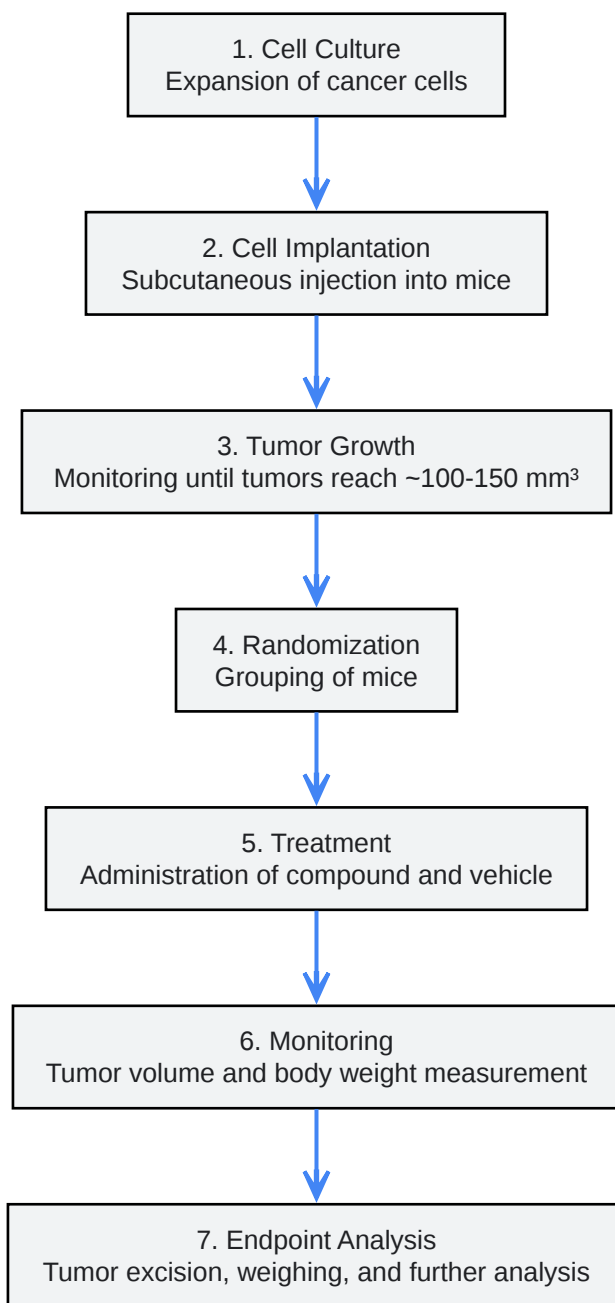 1. Cell Culture
Expansion of cancer cells
2. Cell Implantation
Subcutaneous injection into mice
3. Tumor Growth
Monitoring until tumors reach ~100-150 mm³
4. Randomization
Grouping of mice
5. Treatment
Administration of compound and vehicle
6. Monitoring
Tumor volume and body weight measurement
7. Endpoint Analysis
Tumor excision, weighing, and further analysis